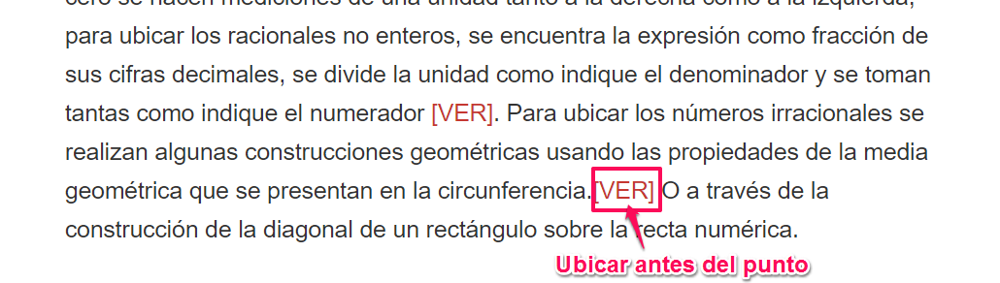 cero se hacen mediciones de una unidad tanto a la derecha como a la izquierda,
para ubicar los racionales no enteros, se encuentra la expresión como fracción de
sus cifras decimales, se divide la unidad como indique el denominador y se toman
tantas como indique el numerador [VER]. Para ubicar los números irracionales se
realizan algunas construcciones geométricas usando las propiedades de la media
geométrica que se presentan en la circunferencia.[VER] O a través de la
construcción de la diagonal de un rectángulo sobre la recta numérica.
Ubicar antes del punto